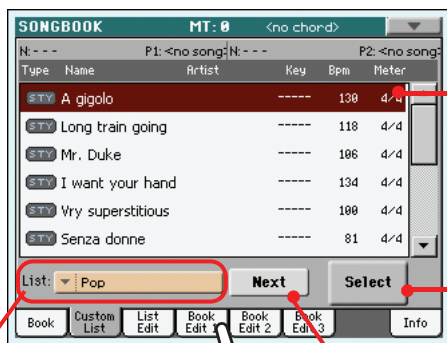 SONGBOOK MT: 0 <no chord>
N: - - - P1: <no song: N: - - - P2: <no song:
Type Name Artist Key Bpm Meter
STY A gigolo ----- 130 4/4
STY Long train going ----- 118 4/4
STY Mr. Duke ----- 106 4/4
STY I want your hand ----- 134 4/4
STY Vry superstitious ----- 100 4/4
STY Senza donne ----- 81 4/4
List: Pop Next Select
Book Custom List List Edit Book Edit 1 Book Edit 2 Book Edit 3 Info